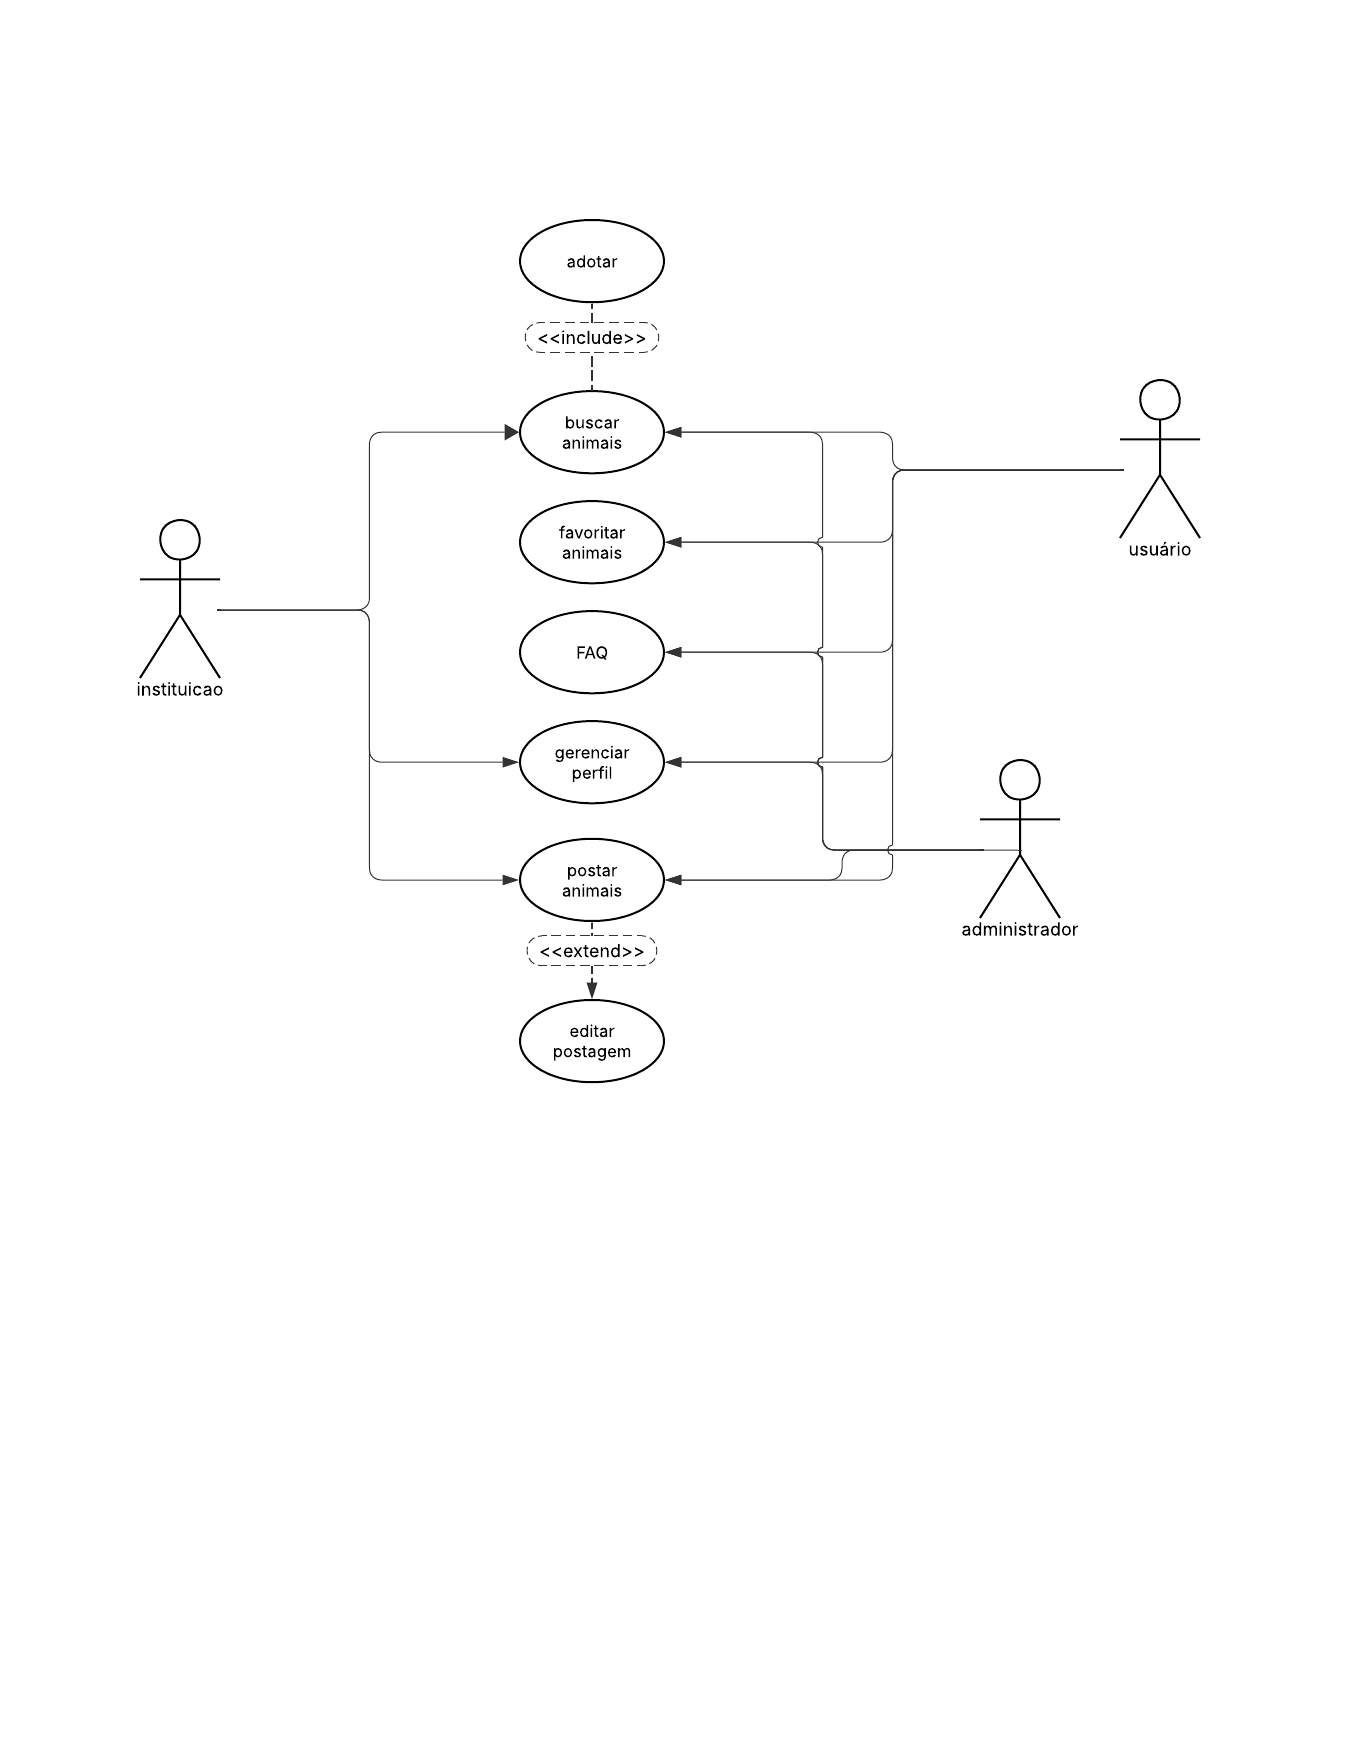 adotar
<<include>>
buscar
animais
favoritar
animais
usuário
FAQ
instituicao
gerenciar
perfil
postar
animais
administrador
<<extend>>
editar
postagem